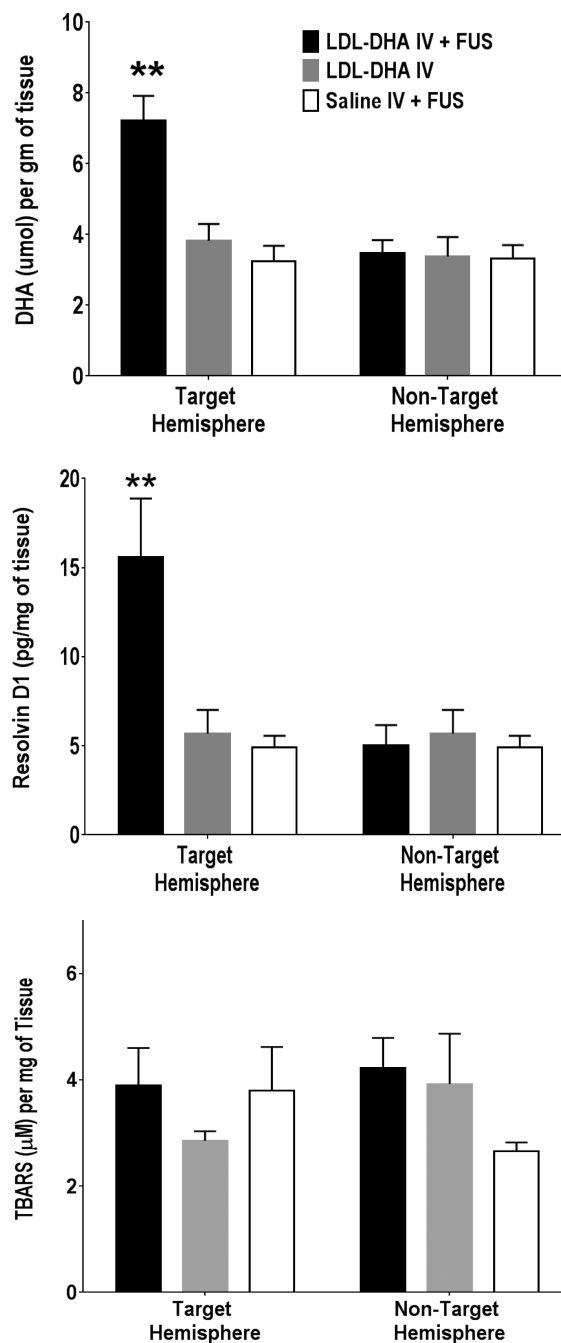 DHA (umol) per gm of tissue
10
8
6
4
2
0
**
LDL-DHA IV + FUS
LDL-DHA IV
Saline IV + FUS
Target
Hemisphere
Non-Target
Hemisphere
Resolvin D1 (pg/mg of tissue)
20
15
10
5
0
**
Target
Hemisphere
Non-Target
Hemisphere
TBARS (μM) per mg of Tissue
6
4
2
0
Target
Hemisphere
Non-Target
Hemisphere